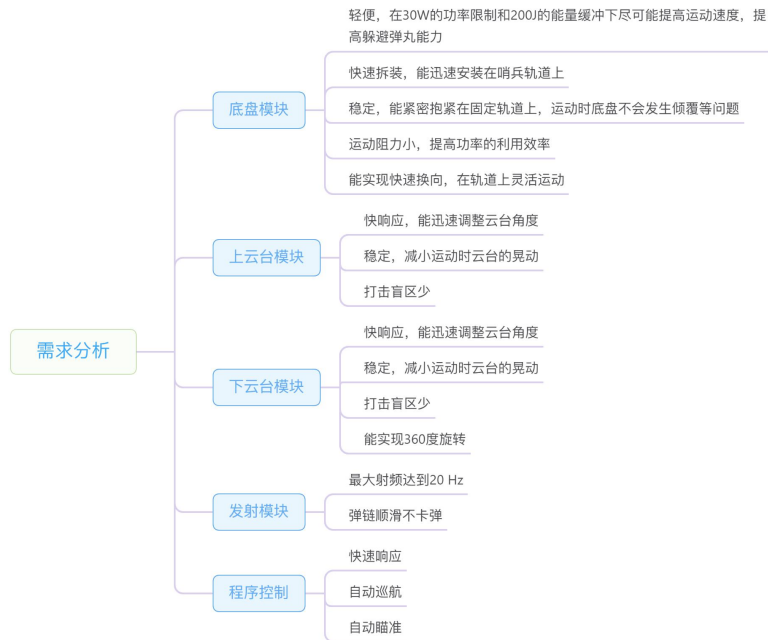 需求分析
底盘模块
轻便，在30W的功率限制和200J的能量缓冲下尽可能提高运动速度，提
高躲避弹丸能力
快速拆装，能迅速安装在哨兵轨道上
稳定，能紧密抱紧在固定轨道上，运动时底盘不会发生倾覆等问题
运动阻力小，提高功率的利用效率
能实现快速换向，在轨道上灵活运动
上云台模块
快响应，能迅速调整云台角度
稳定，减小运动时云台的晃动
打击盲区少
下云台模块
快响应，能迅速调整云台角度
稳定，减小运动时云台的晃动
打击盲区少
能实现360度旋转
发射模块
最大射频达到20 Hz
弹链顺滑不卡弹
程序控制
快速响应
自动巡航
自动瞄准